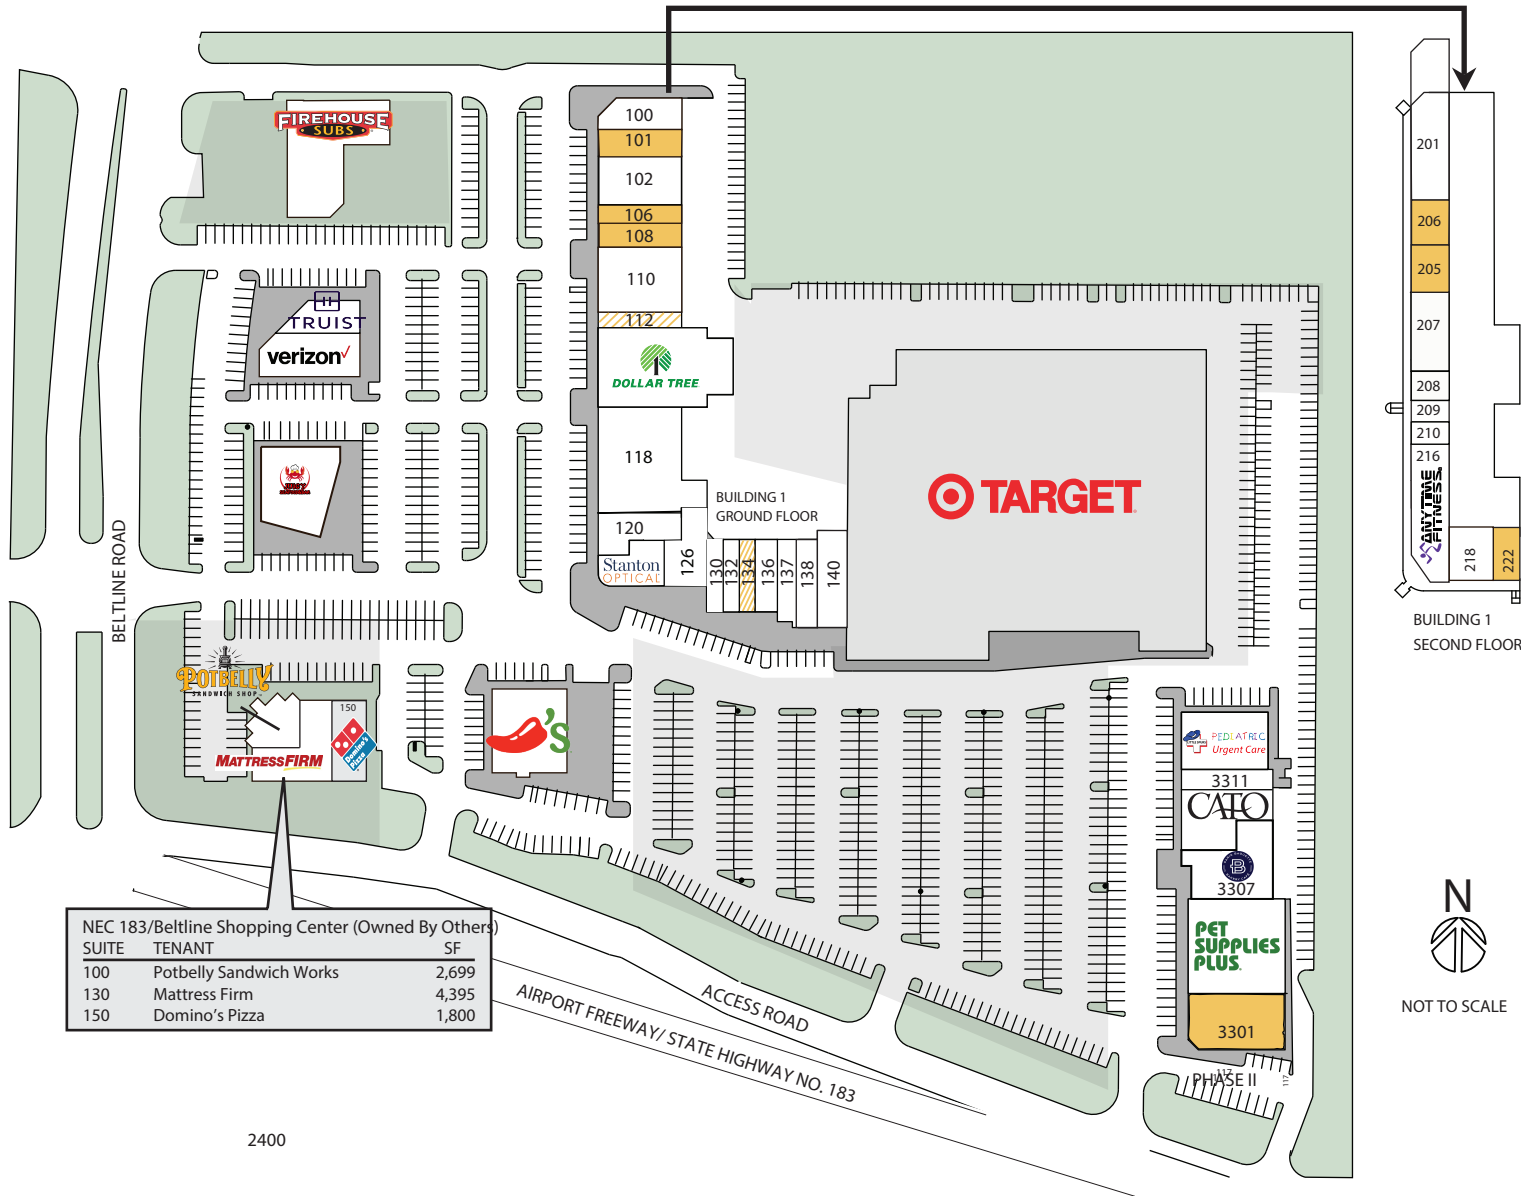 FIREHOUSE
SUBS
TRUIST
verizon
100
101
102
106
108
110
112
DOLLAR TREE
118
120
Stanton
OPTICAL
126
130
132
134
136
137
138
140
BUILDING 1
GROUND FLOOR
TARGET
201
206
205
207
208
209
210
216
ANYTIME
FITNESS
218
222
BUILDING 1
SECOND FLOOR
BELTLINE ROAD
POTBELLY
SANDWICH SHOP
150
MATTRESSFIRM
Domino's
Pizza
'S
PEDIATRIC
Urgent Care
3311
CATO
B
3307
PET
SUPPLIES
PLUS
3301
PHASE II
117
117
N
NOT TO SCALE
NEC 183/Beltline Shopping Center (Owned By Others)
SUITE TENANT SF
100 Potbelly Sandwich Works 2,699
130 Mattress Firm 4,395
150 Domino's Pizza 1,800
ACCESS ROAD
AIRPORT FREEWAY/ STATE HIGHWAY NO. 183
2400